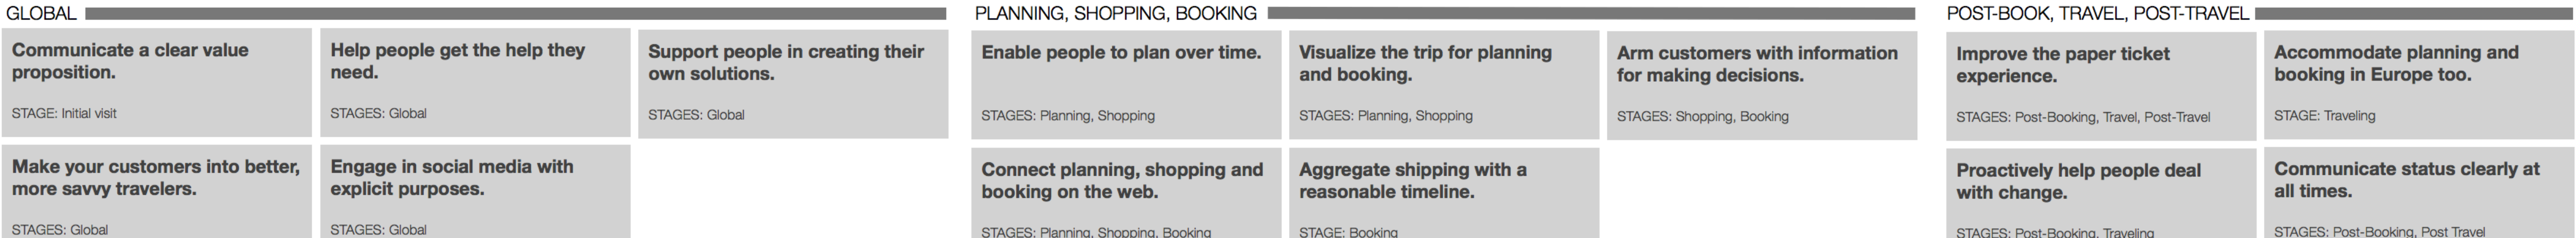 GLOBAL
Communicate a clear value
proposition.
STAGE: Initial visit
Help people get the help they
need.
STAGES: Global
Support people in creating their
own solutions.
STAGES: Global
Make your customers into better,
more savvy travelers.
STAGES: Global
Engage in social media with
explicit purposes.
STAGES: Global
PLANNING, SHOPPING, BOOKING
Enable people to plan over time.
STAGES: Planning, Shopping
Visualize the trip for planning
and booking.
STAGES: Planning, Shopping
Arm customers with information
for making decisions.
STAGES: Shopping, Booking
Connect planning, shopping and
booking on the web.
STAGES: Planning, Shopping, Booking
Aggregate shipping with a
reasonable timeline.
STAGE: Booking
POST-BOOK, TRAVEL, POST-TRAVEL
Improve the paper ticket
experience.
STAGES: Post-Booking, Travel, Post-Travel
Accommodate planning and
booking in Europe too.
STAGE: Traveling
Proactively help people deal
with change.
STAGES: Post-Booking, Traveling
Communicate status clearly at
all times.
STAGES: Post-Booking, Post Travel